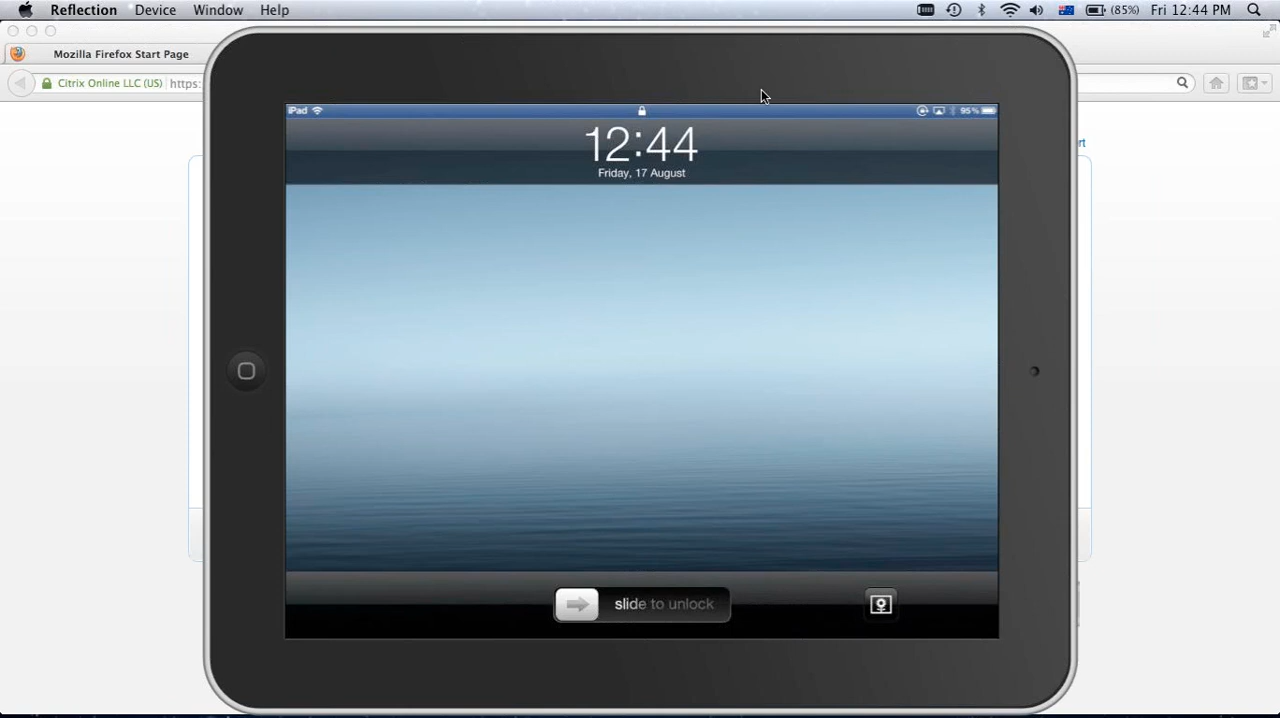 Reflection Device Window Help (85%) Fri 12:44 PM
Mozilla Firefox Start Page
Citrix Online LLC (US) https:
rt
iPad 95%
12:44
Friday, 17 August
slide to unlock